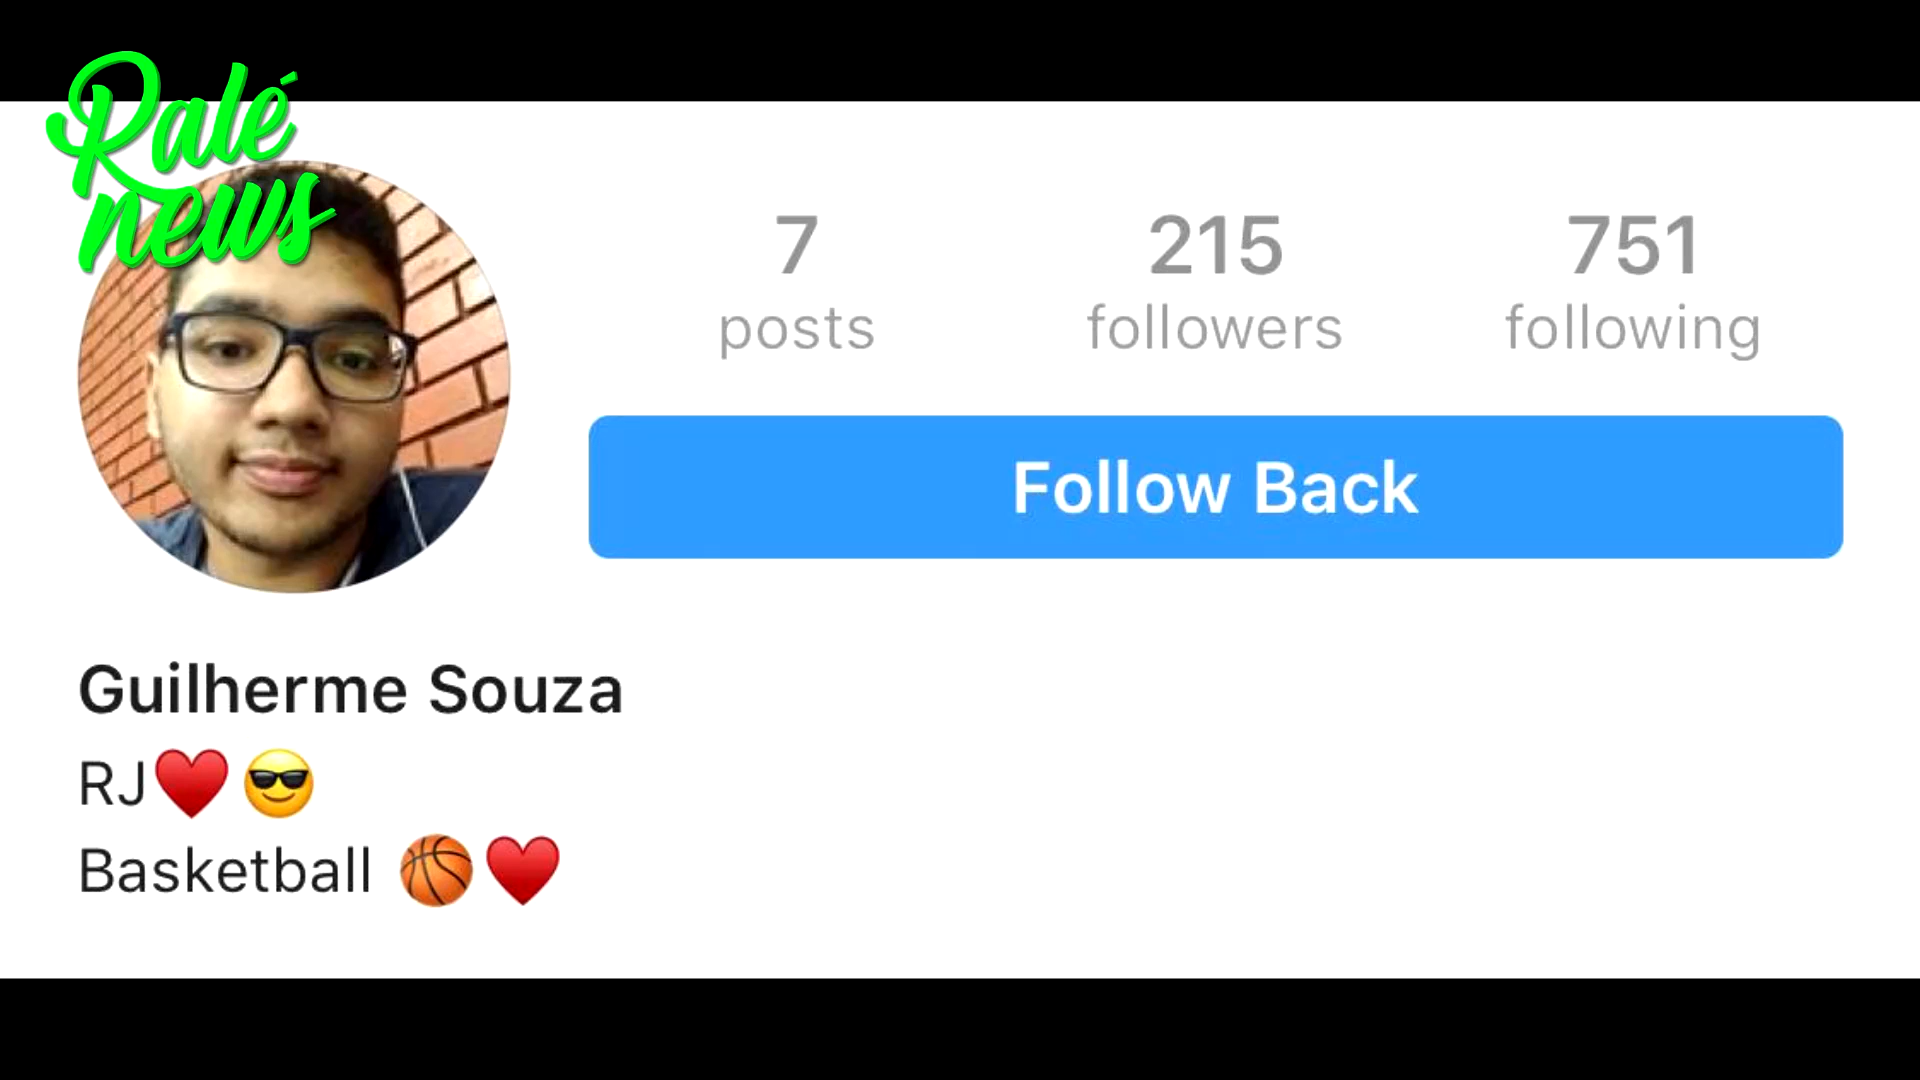 Ralé
news
7 215 751
posts followers following
Follow Back
Guilherme Souza
RJ♥️😎
Basketball 🏀♥️